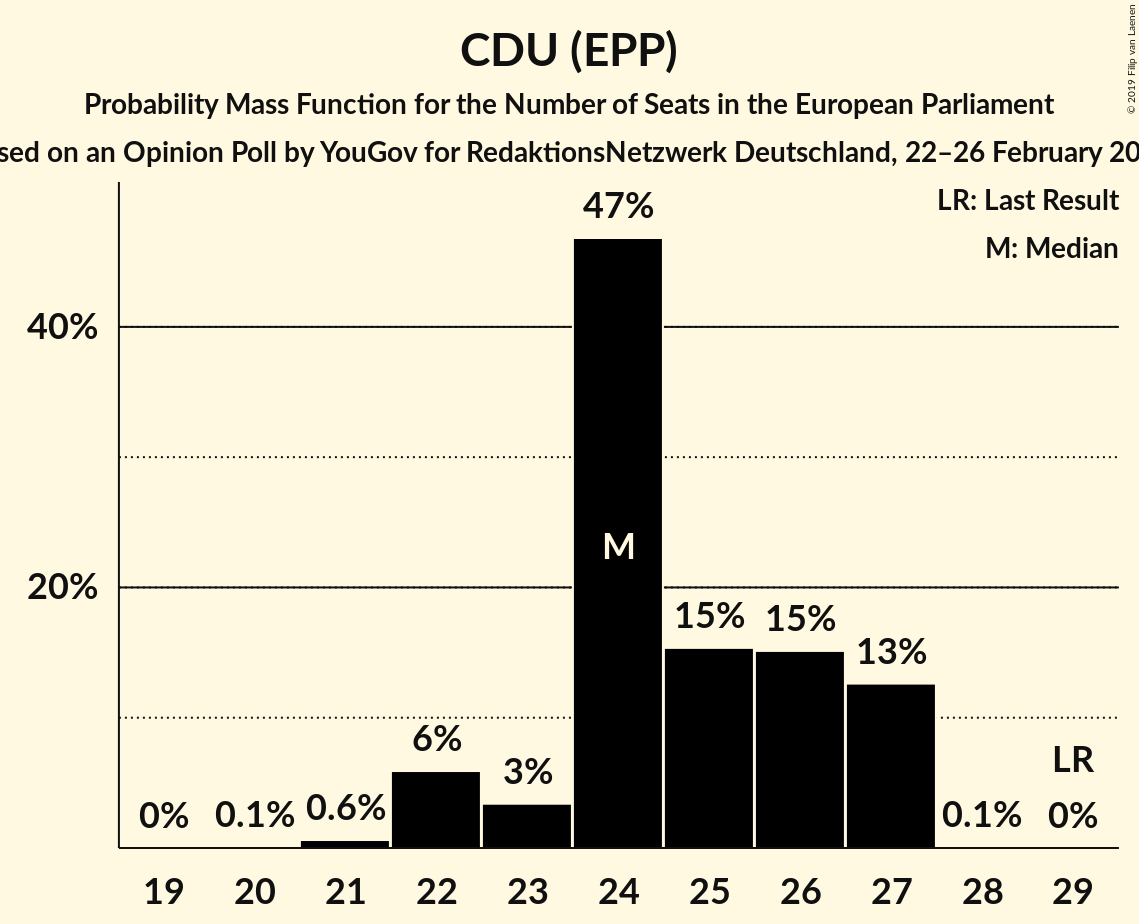 CDU (EPP)
Probability Mass Function for the Number of Seats in the European Parliament
sed on an Opinion Poll by YouGov for RedaktionsNetzwerk Deutschland, 22–26 February 20
© 2019 Filip van Laenen
LR: Last Result
M: Median
47%
40%
M
20%
15% 15%
13%
6%
3%
LR
0% 0.1% 0.6%
0.1% 0%
19 20 21 22 23 24 25 26 27 28 29